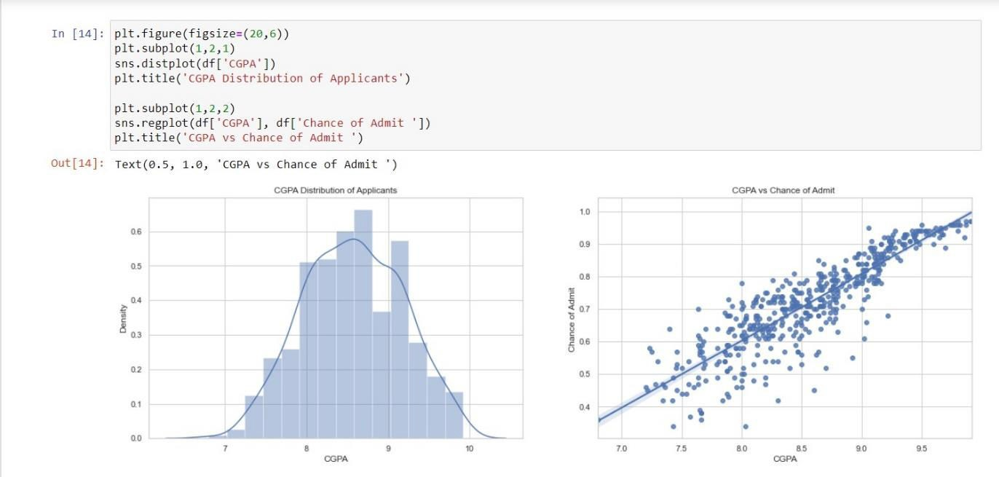 In [14]: plt.figure(figsize=(20,6))
plt.subplot(1,2,1)
sns.distplot(df['CGPA'])
plt.title('CGPA Distribution of Applicants')
plt.subplot(1,2,2)
sns.regplot(df['CGPA'], df['Chance of Admit '])
plt.title('CGPA vs Chance of Admit ')
Out[14]: Text(0.5, 1.0, 'CGPA vs Chance of Admit ')
CGPA Distribution of Applicants
0.6
0.5
0.4
0.3
0.2
0.1
0.0
Density
7 8 9 10
CGPA
CGPA vs Chance of Admit
1.0
0.9
0.8
0.7
0.6
0.5
0.4
Chance of Admit
7.0 7.5 8.0 8.5 9.0 9.5
CGPA